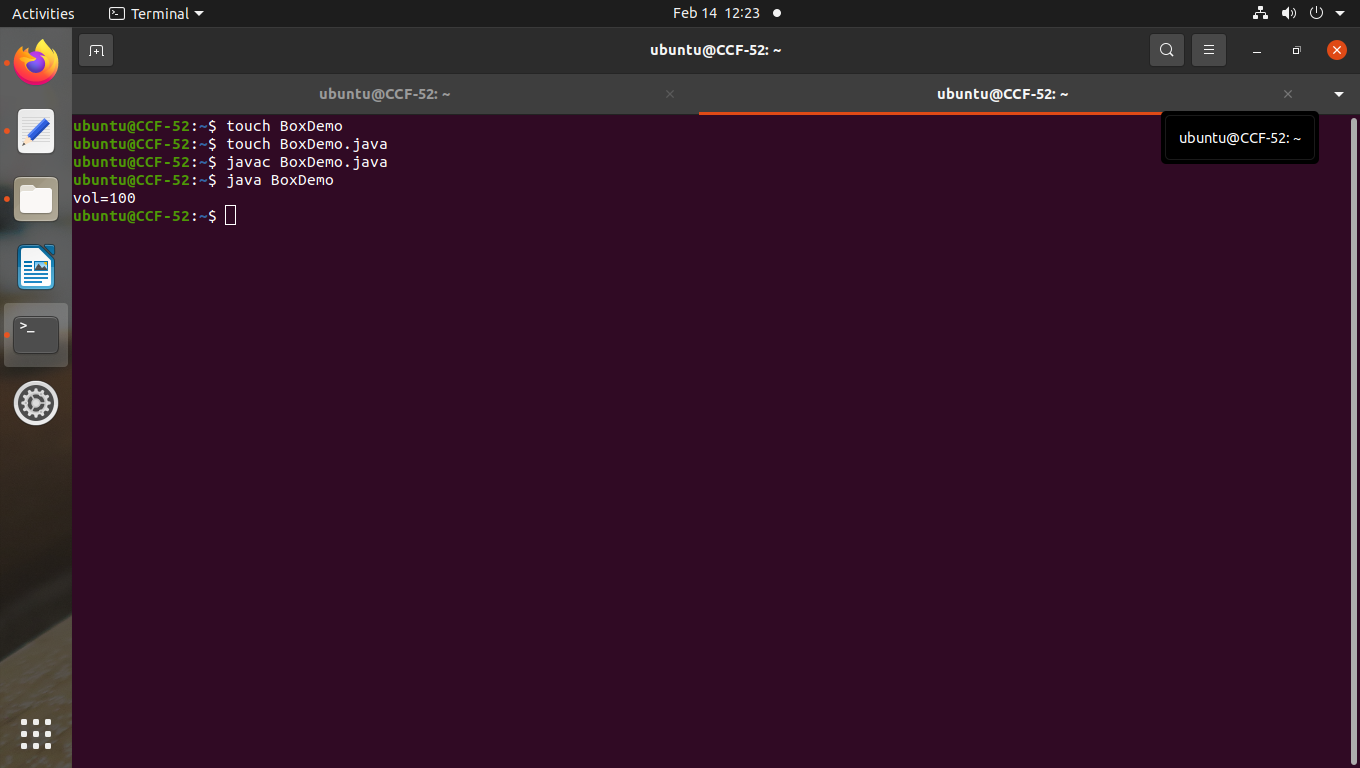 Activities Terminal Feb 14 12:23
ubuntu@CCF-52: ~
ubuntu@CCF-52: ~ ubuntu@CCF-52: ~
ubuntu@CCF-52: ~
ubuntu@CCF-52:~$ touch BoxDemo
ubuntu@CCF-52:~$ touch BoxDemo.java
ubuntu@CCF-52:~$ javac BoxDemo.java
ubuntu@CCF-52:~$ java BoxDemo
vol=100
ubuntu@CCF-52:~$